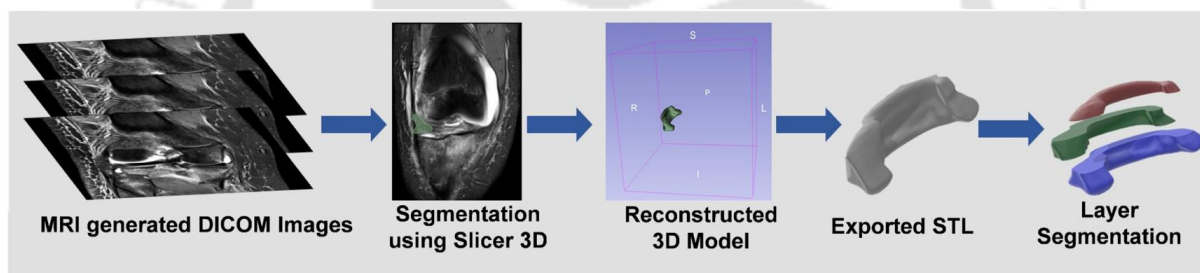 MRI generated DICOM Images
Segmentation
using Slicer 3D
S
R
P
L
I
Reconstructed
3D Model
Exported STL
Layer
Segmentation